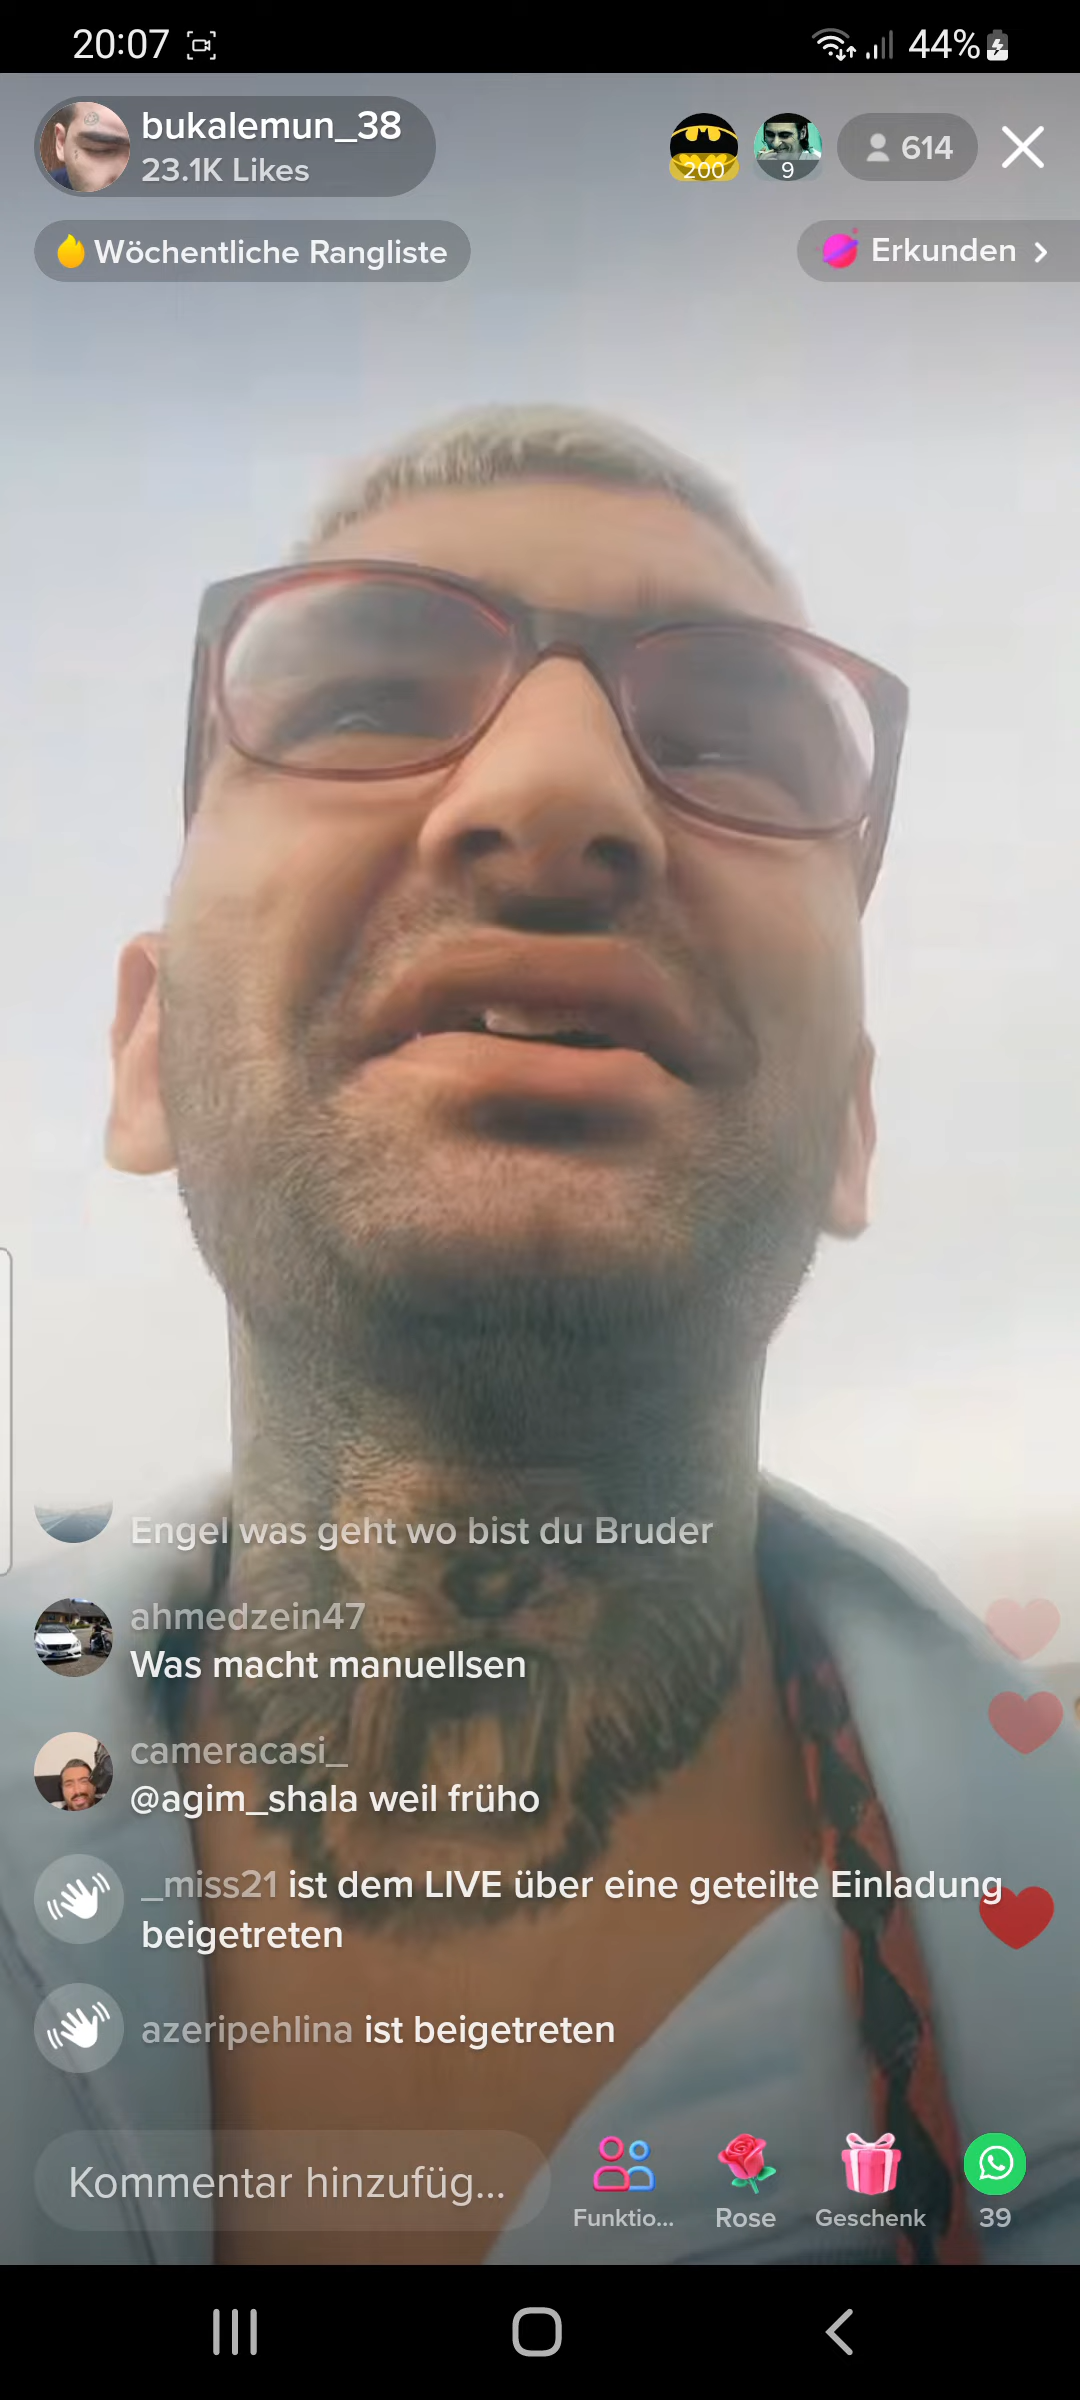 20:07
44%
bukalemun_38
23.1K Likes
200
9
614
Wöchentliche Rangliste
Erkunden
Engel was geht wo bist du Bruder
ahmedzein47
Was macht manuellsen
cameracasi_
@agim_shala weil früho
_miss21 ist dem LIVE über eine geteilte Einladung
beigetreten
azeripehlina ist beigetreten
Kommentar hinzufüg...
Funktio...
Rose
Geschenk
39